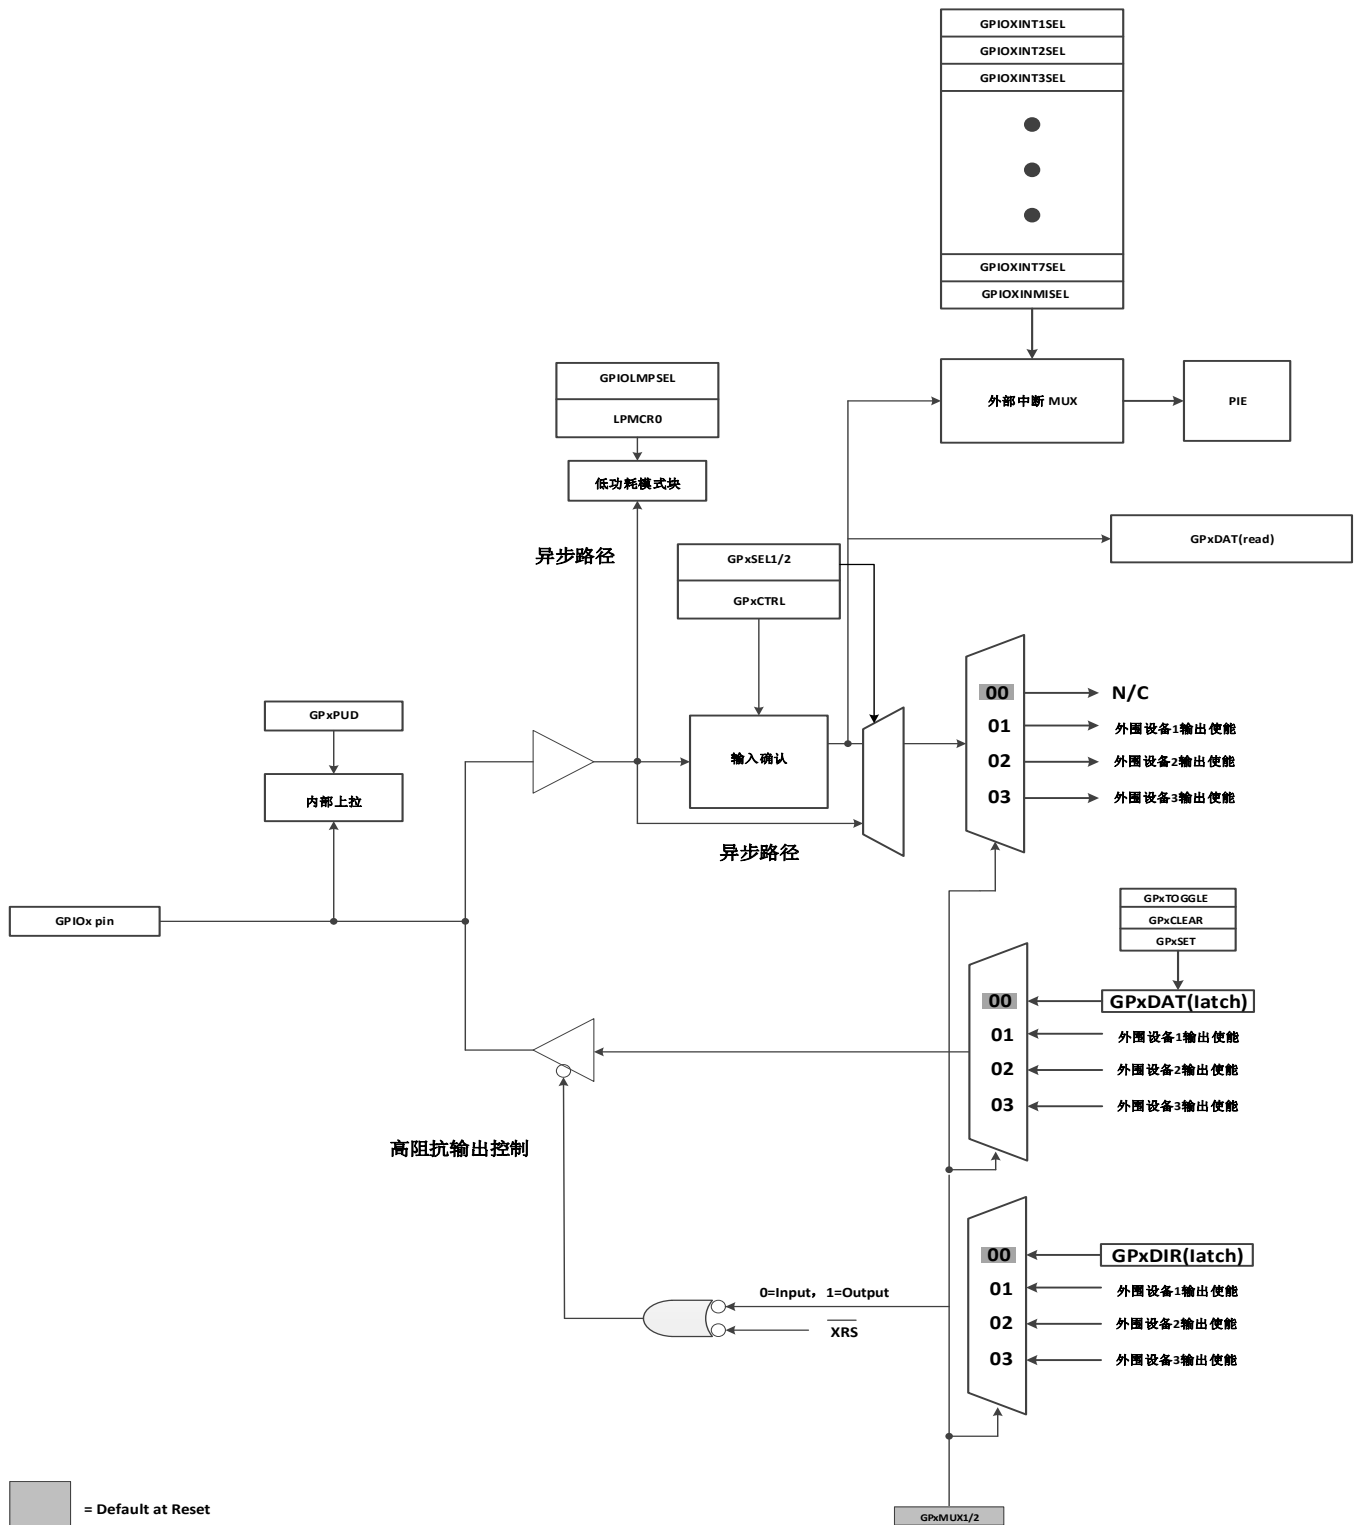 GPIOXINT1SEL
GPIOXINT2SEL
GPIOXINT3SEL
GPIOXINT7SEL
GPIOXINMISEL
外部中断 MUX
PIE
GPIOLMPSEL
LPMCR0
低功耗模式块
异步路径
GPxDAT(read)
GPxSEL1/2
GPxCTRL
GPxPUD
内部上拉
输入确认
异步路径
00
N/C
01
外围设备1输出使能
02
外围设备2输出使能
03
外围设备3输出使能
GPIOx pin
GPxTOGGLE
GPxCLEAR
GPxSET
00
GPxDAT(latch)
01
外围设备1输出使能
02
外围设备2输出使能
03
外围设备3输出使能
高阻抗输出控制
00
GPxDIR(latch)
01
外围设备1输出使能
02
外围设备2输出使能
03
外围设备3输出使能
0=Input，1=Output
XRS
= Default at Reset
GPxMUX1/2